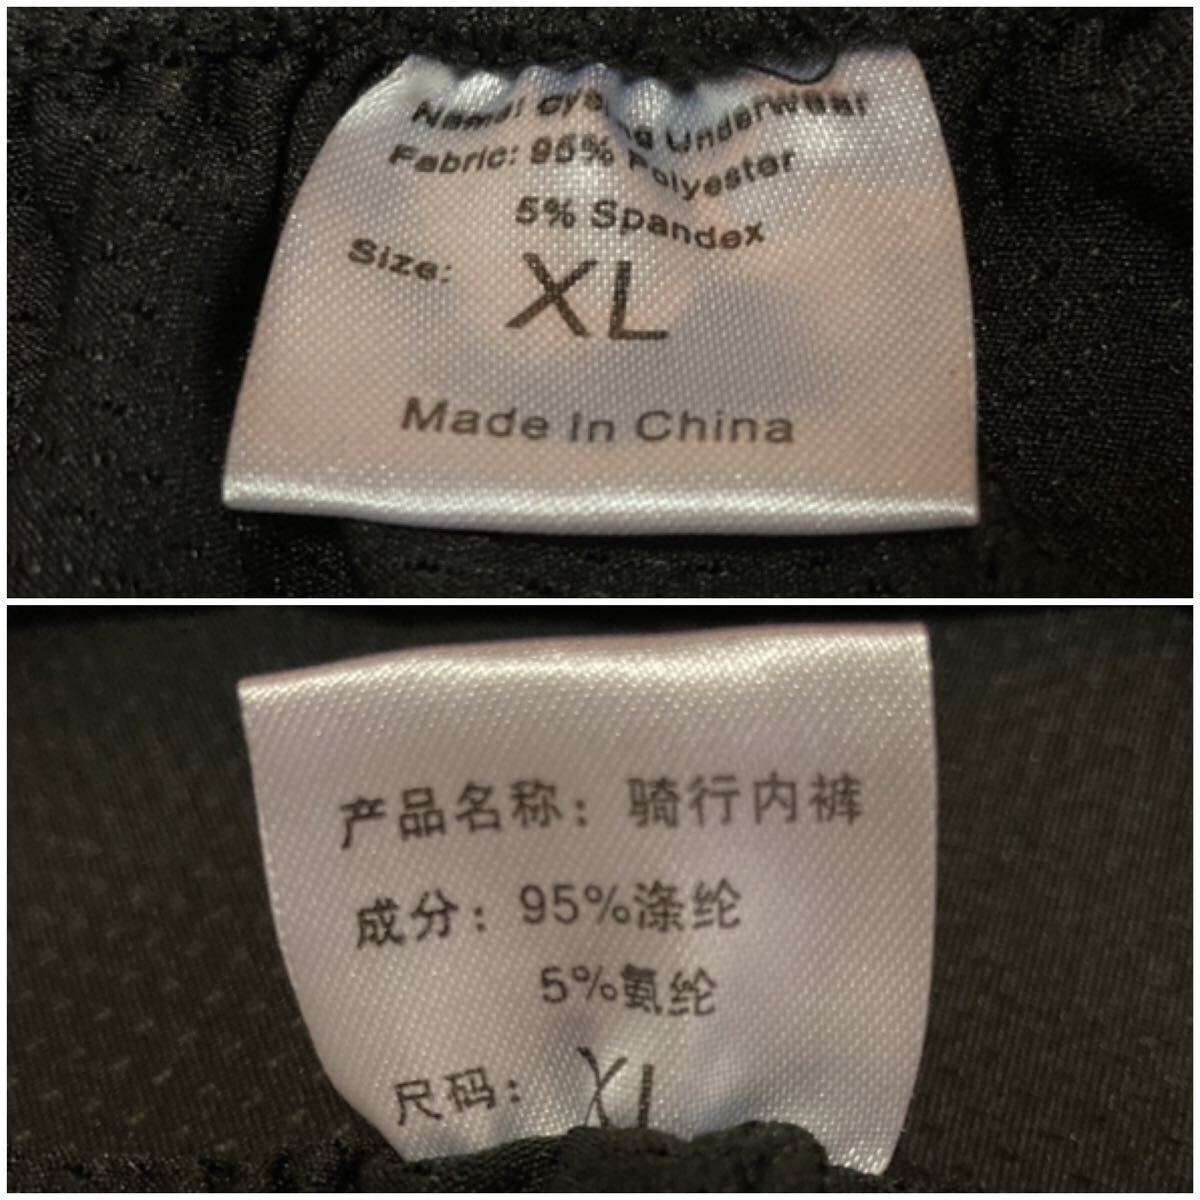 Name: Cycling Underwear
Fabric: 95% Polyester
5% Spandex
Size: XL
Made In China
产品名称：骑行内裤
成分：95%涤纶
5%氨纶
尺码：XL